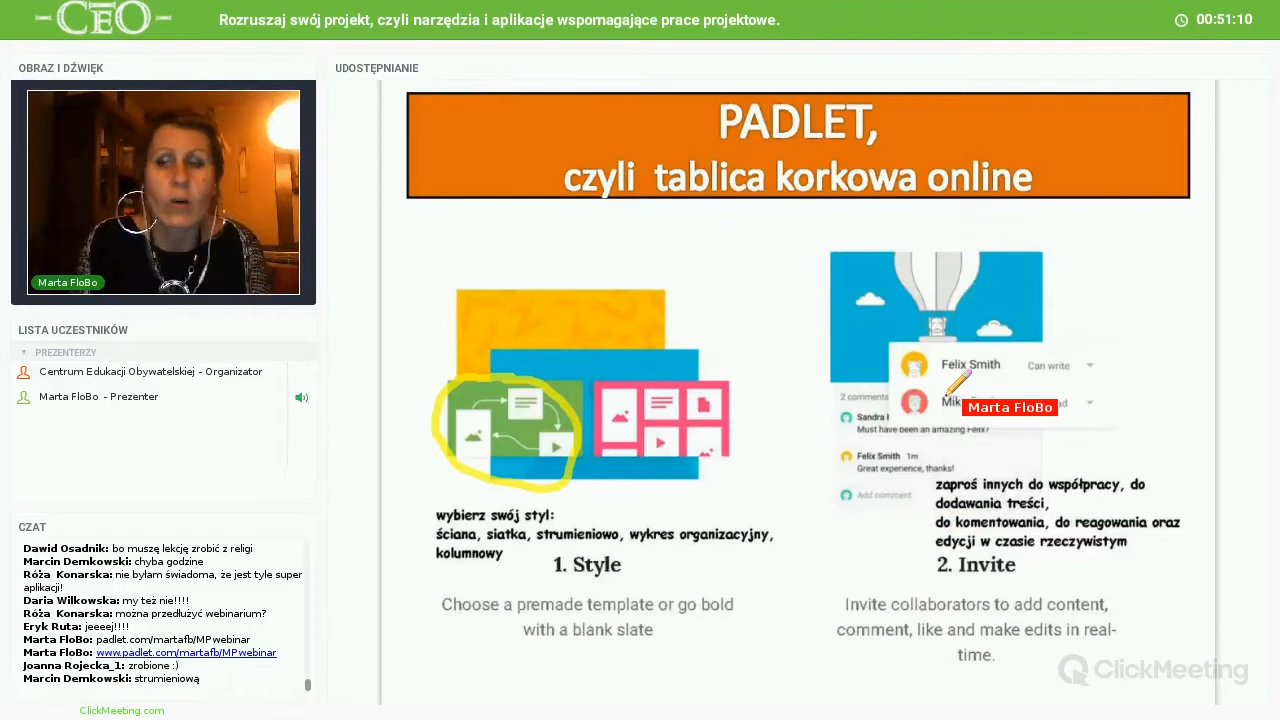 CEO
Rozruszaj swój projekt, czyli narzędzia i aplikacje wspomagające prace projektowe.
00:51:10
OBRAZ I DŹWIĘK
Marta FloBo
LISTA UCZESTNIKÓW
PREZENTERZY
Centrum Edukacji Obywatelskiej - Organizator
Marta FloBo - Prezenter
CZAT
Dawid Osadnik: bo muszę lekcję zrobić z religi
Marcin Demkowski: chyba godzine
Róża Konarska: nie byłam świadoma, że jest tyle super
aplikacji!
Daria Wilkowska: my też nie!!!!
Róża Konarska: można przedłużyć webinarium?
Eryk Ruta: jeeeej!!!!
Marta FloBo: padlet.com/martafb/MPwebinar
Marta FloBo: www.padlet.com/martafb/MPwebinar
Joanna Rojecka_1: zrobione :)
Marcin Demkowski: strumieniową
ClickMeeting.com
UDOSTĘPNIANIE
PADLET,
czyli tablica korkowa online
wybierz swój styl:
ściana, siatka, strumieniowo, wykres organizacyjny,
kolumnowy
1. Style
Choose a premade template or go bold
with a blank slate
Felix Smith Can write
Marta FloBo
2 comments
Sandra
Must have been an amazing Felix!
Felix Smith 1m
Great experience, thanks!
Add comment
zaproś innych do współpracy, do
dodawania treści,
do komentowania, do reagowania oraz
edycji w czasie rzeczywistym
2. Invite
Invite collaborators to add content,
comment, like and make edits in real-
time.
ClickMeeting